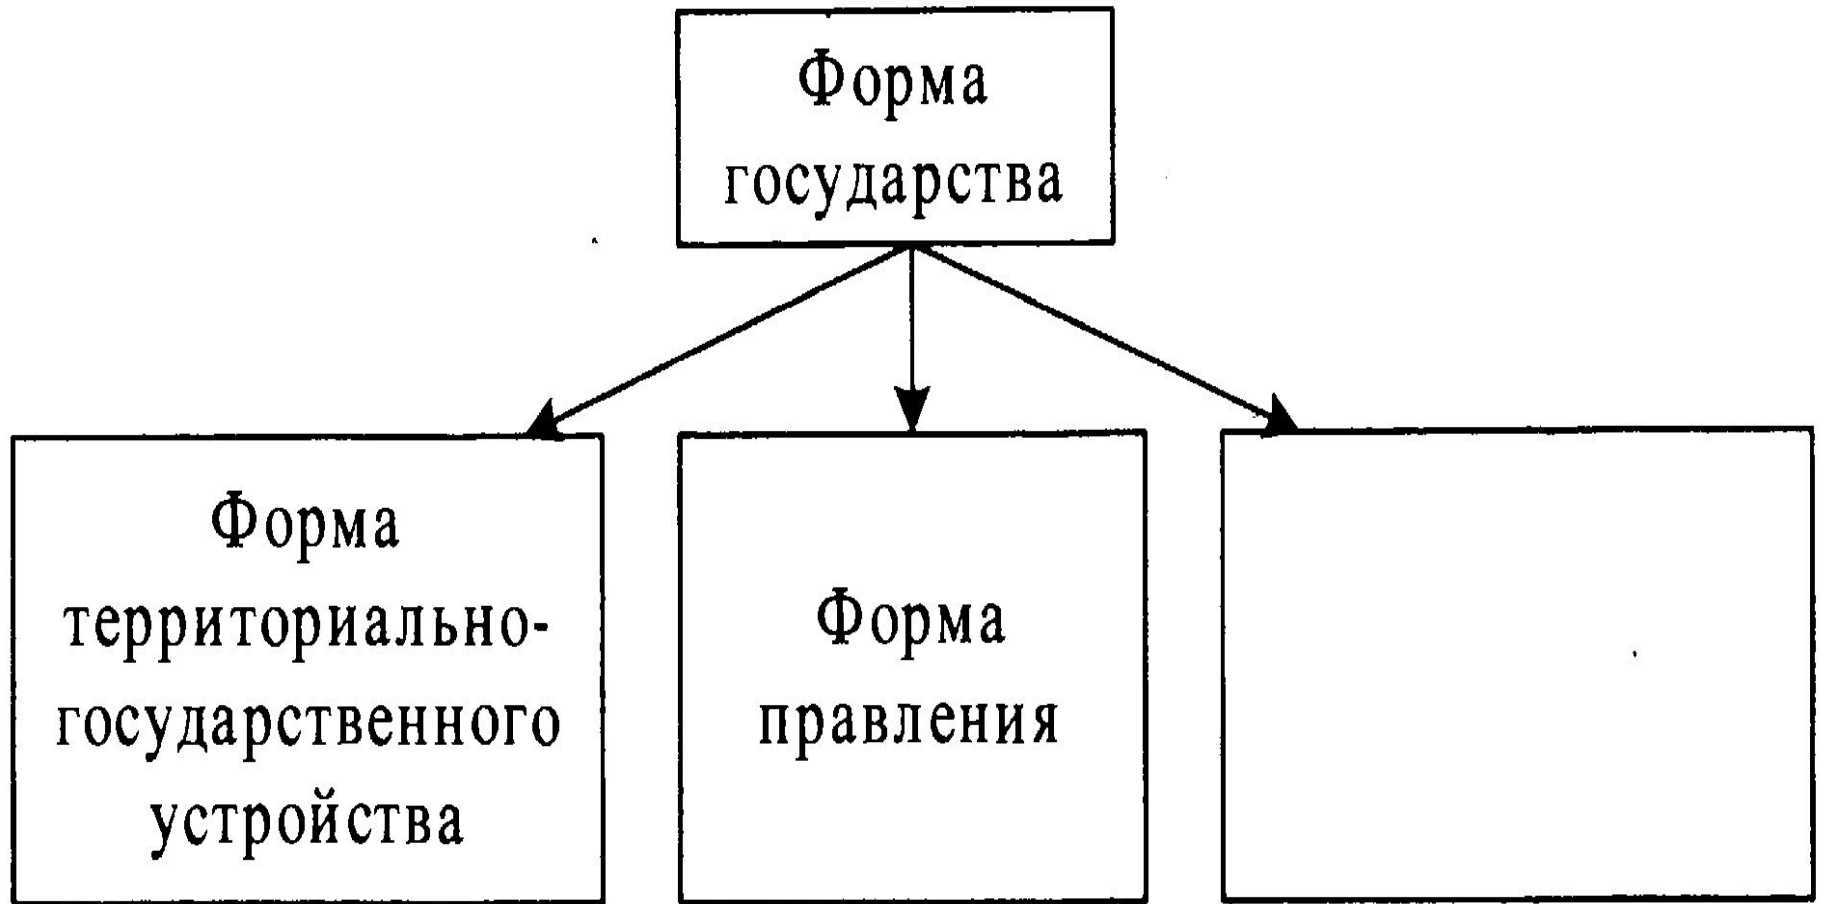 Форма
государства
Форма
территориально-
государственного
устройства
Форма
правления